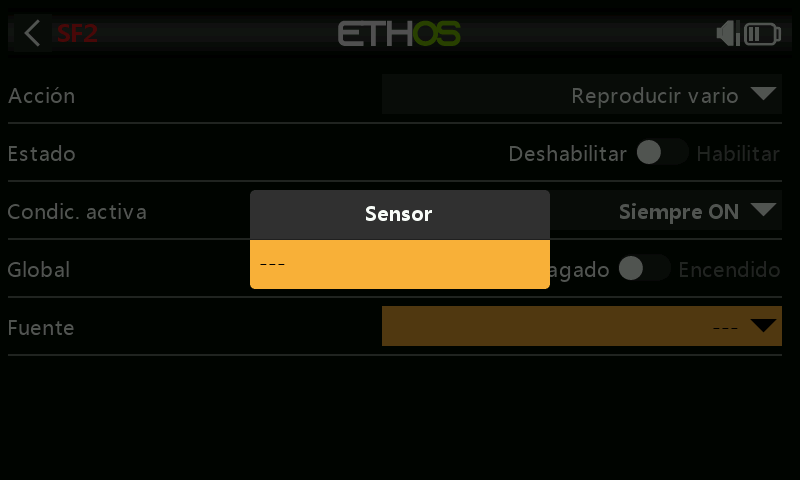 SF2
ETHOS
Acción
Reproducir vario
Estado
Deshabilitar Habilitar
Condic. activa
Siempre ON
Sensor
---
Global
agado Encendido
Fuente
---